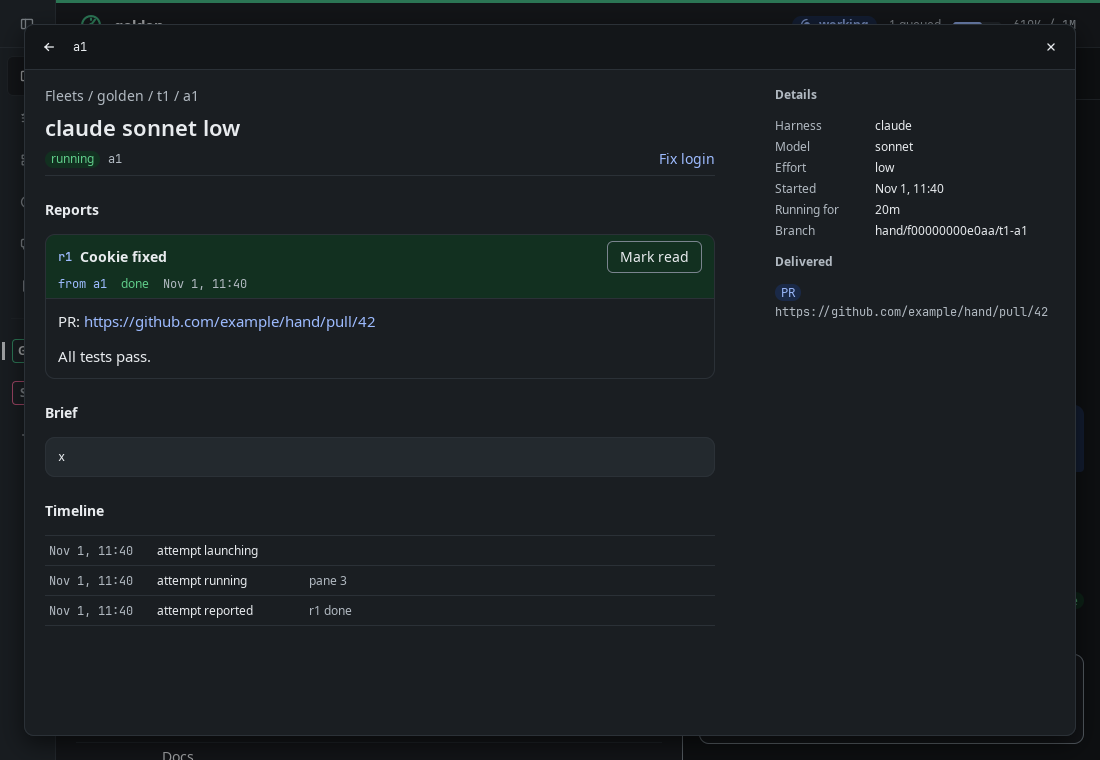 golden
working 1 queued
a1
Fleets / golden / t1 / a1
claude sonnet low
running a1 Fix login
Reports
r1 Cookie fixed Mark read
from a1 done Nov 1, 11:40
PR: https://github.com/example/hand/pull/42
All tests pass.
Brief
x
Timeline
Nov 1, 11:40 attempt launching
Nov 1, 11:40 attempt running pane 3
Nov 1, 11:40 attempt reported r1 done
Details
Harness claude
Model sonnet
Effort low
Started Nov 1, 11:40
Running for 20m
Branch hand/f00000000e0aa/t1-a1
Delivered
PR
https://github.com/example/hand/pull/42
Docs